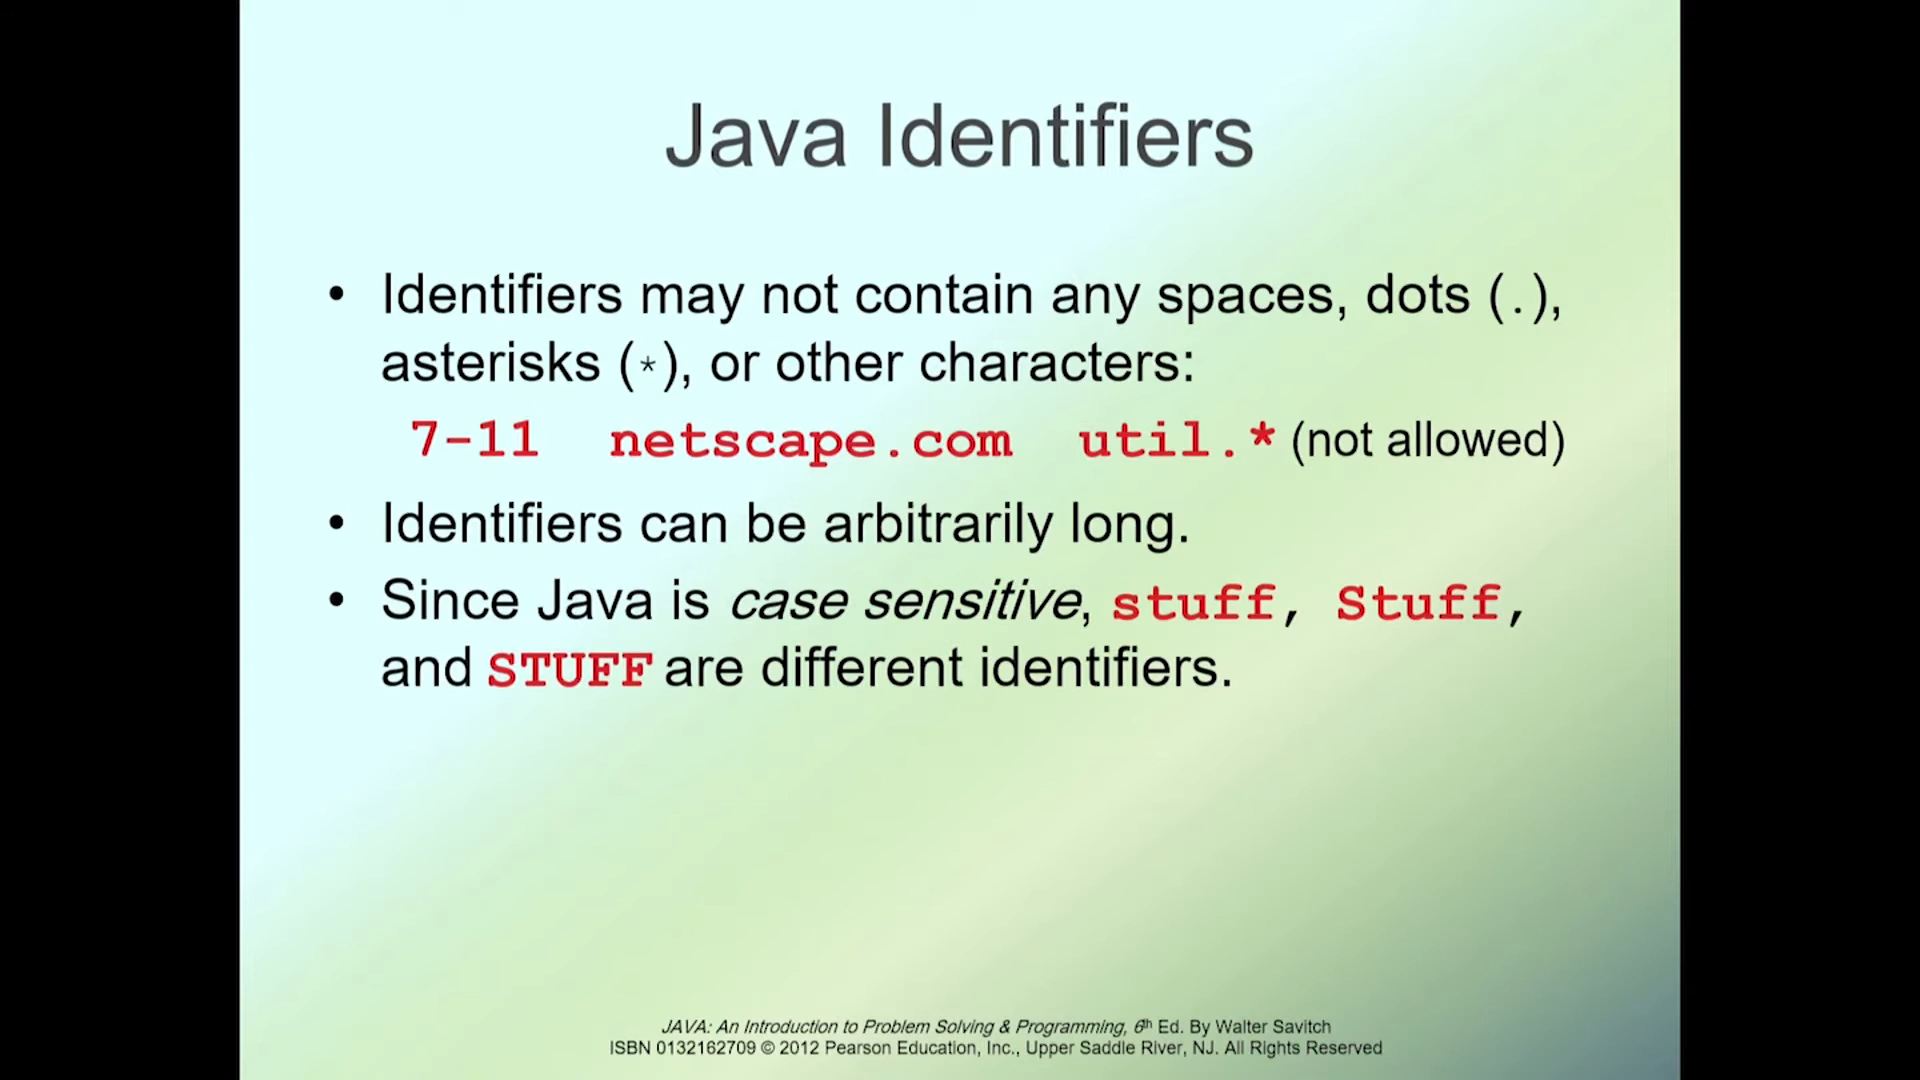 Java Identifiers
• Identifiers may not contain any spaces, dots (.),
asterisks (*), or other characters:
7-11 netscape.com util.* (not allowed)
• Identifiers can be arbitrarily long.
• Since Java is case sensitive, stuff, Stuff,
and STUFF are different identifiers.
JAVA: An Introduction to Problem Solving & Programming, 6th Ed. By Walter Savitch
ISBN 0132162709 © 2012 Pearson Education, Inc., Upper Saddle River, NJ. All Rights Reserved